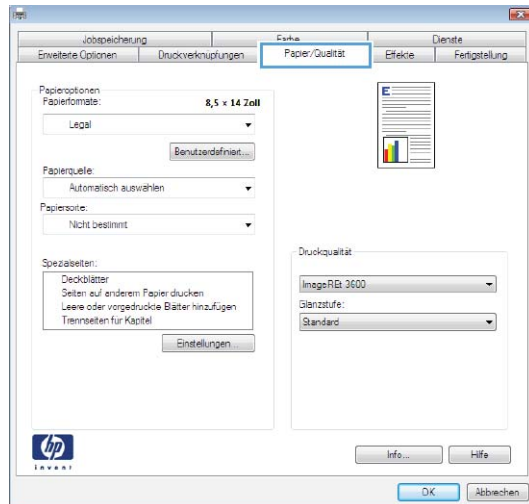 Jobspeicherung Farbe Dienste
Erweiterte Optionen Druckverknüpfungen Papier/Qualität Effekte Fertigstellung
Papieroptionen
Papierformate: 8,5 × 14 Zoll
Legal
Benutzerdefiniert...
Papierquelle:
Automatisch auswählen
Papiersorte:
Nicht bestimmt
Spezialseiten:
Deckblätter
Seiten auf anderem Papier drucken
Leere oder vorgedruckte Blätter hinzufügen
Trennseiten für Kapitel
Einstellungen...
E
Druckqualität
ImageREt 3600
Glanzstufe:
Standard
hp
invent
Info... Hilfe
OK Abbrechen